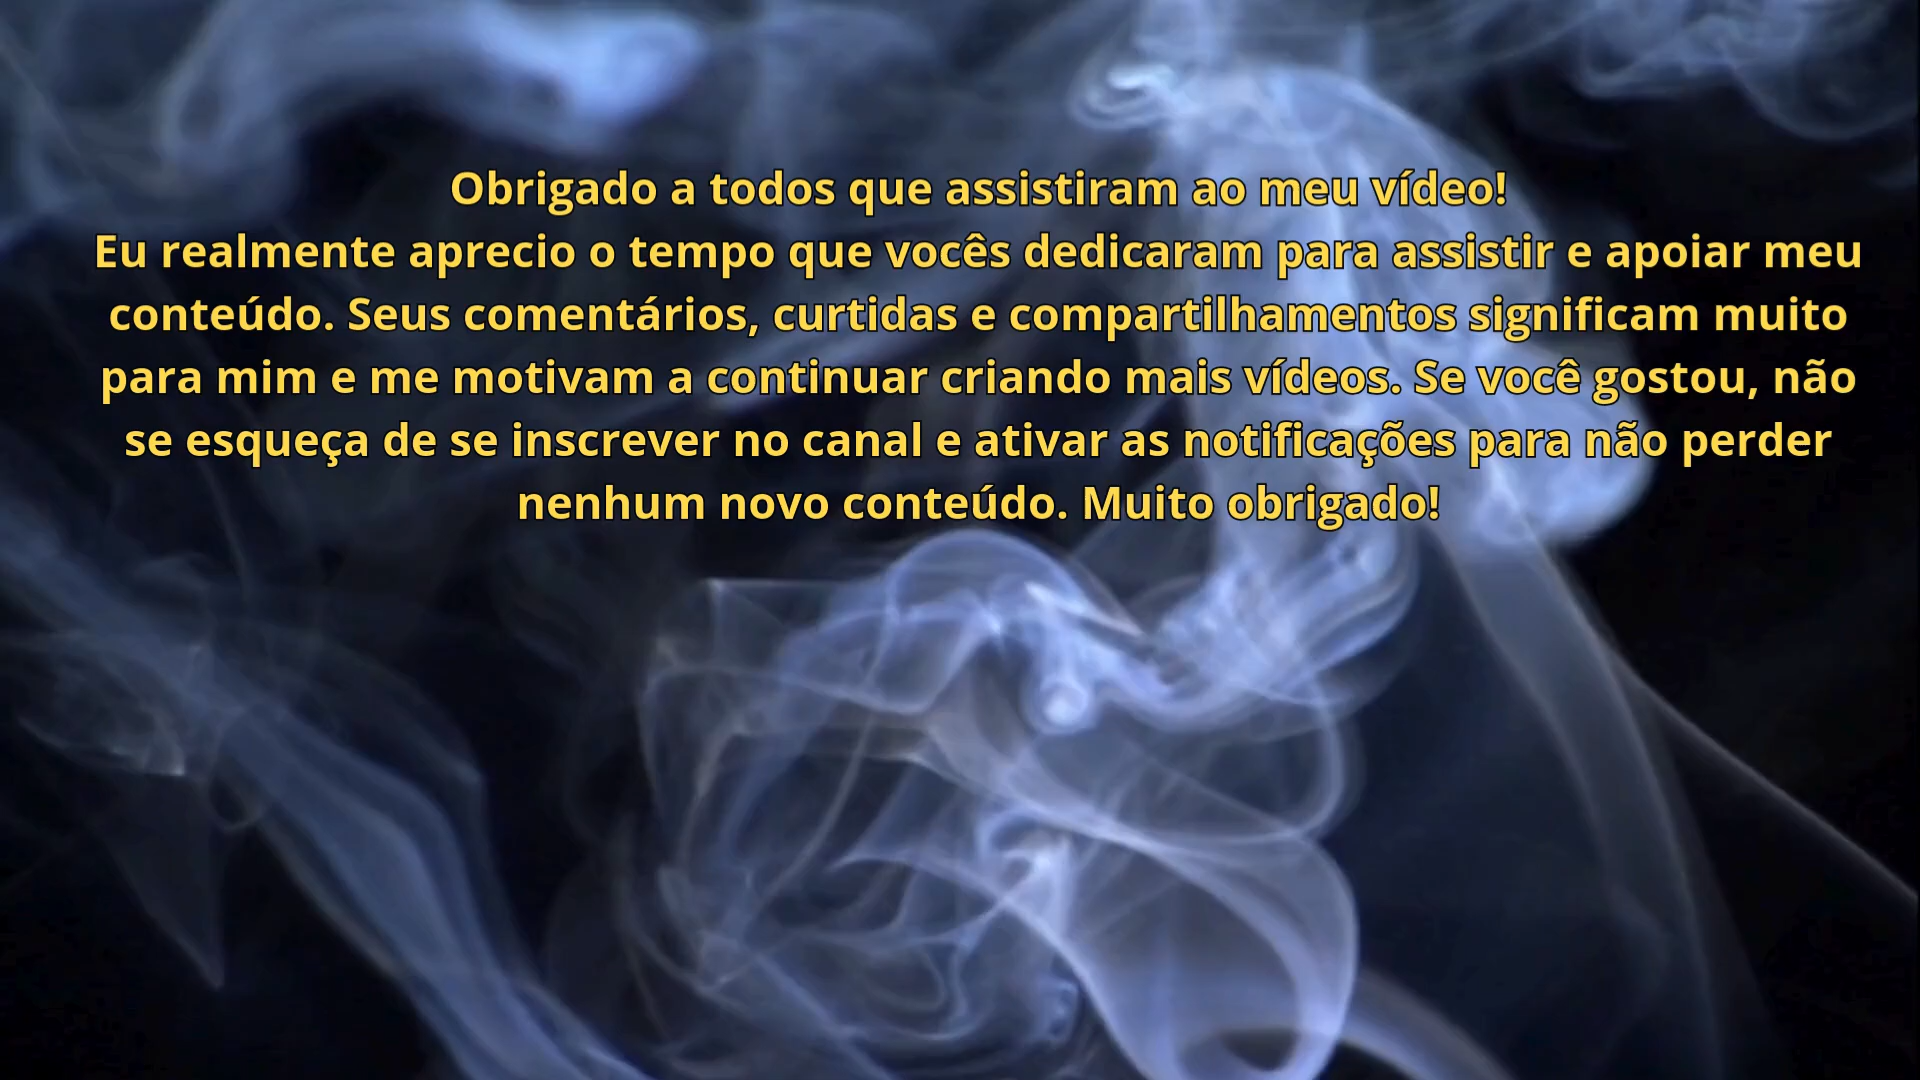 Obrigado a todos que assistiram ao meu vídeo!
Eu realmente aprecio o tempo que vocês dedicaram para assistir e apoiar meu
conteúdo. Seus comentários, curtidas e compartilhamentos significam muito
para mim e me motivam a continuar criando mais vídeos. Se você gostou, não
se esqueça de se inscrever no canal e ativar as notificações para não perder
nenhum novo conteúdo. Muito obrigado!